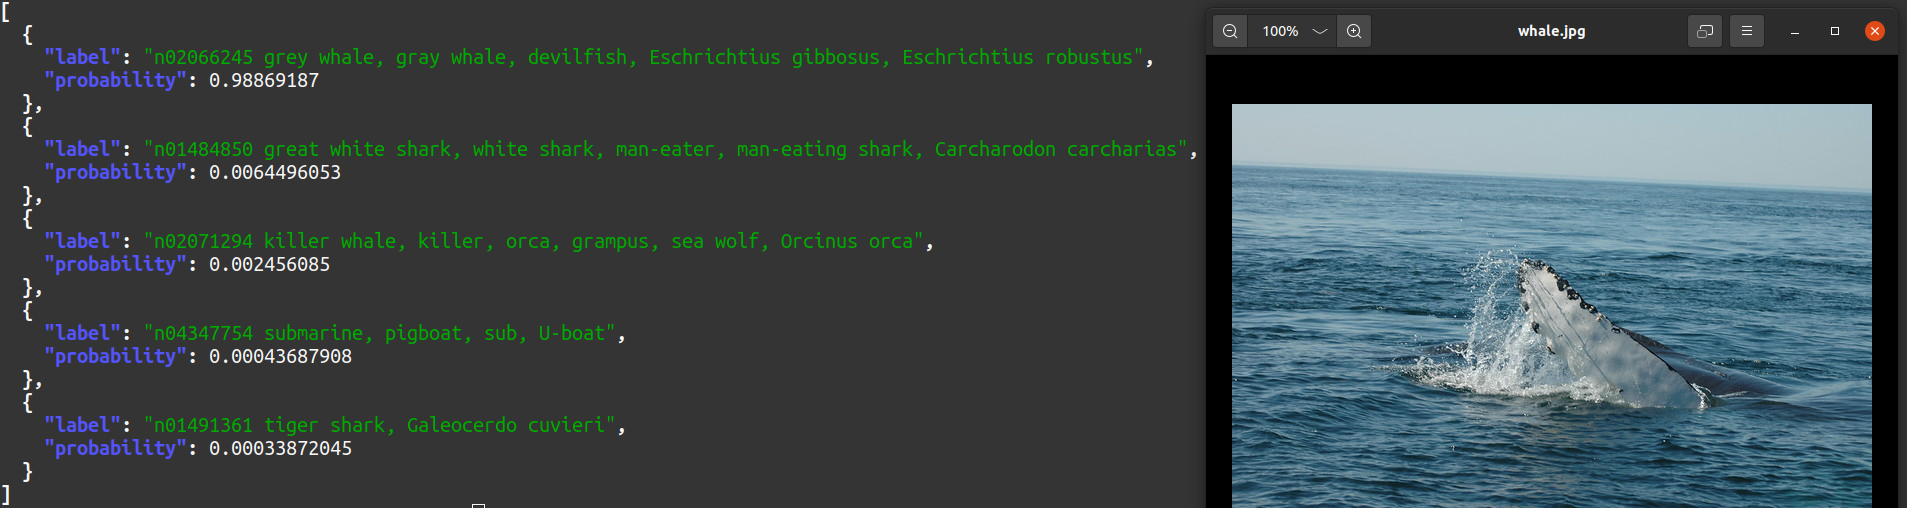 [
{
"label": "n02066245 grey whale, gray whale, devilfish, Eschrichtius gibbosus, Eschrichtius robustus",
"probability": 0.98869187
},
{
"label": "n01484850 great white shark, white shark, man-eater, man-eating shark, Carcharodon carcharias",
"probability": 0.0064496053
},
{
"label": "n02071294 killer whale, killer, orca, grampus, sea wolf, Orcinus orca",
"probability": 0.002456085
},
{
"label": "n04347754 submarine, pigboat, sub, U-boat",
"probability": 0.00043687908
},
{
"label": "n01491361 tiger shark, Galeocerdo cuvieri",
"probability": 0.00033872045
}
]
100%
whale.jpg